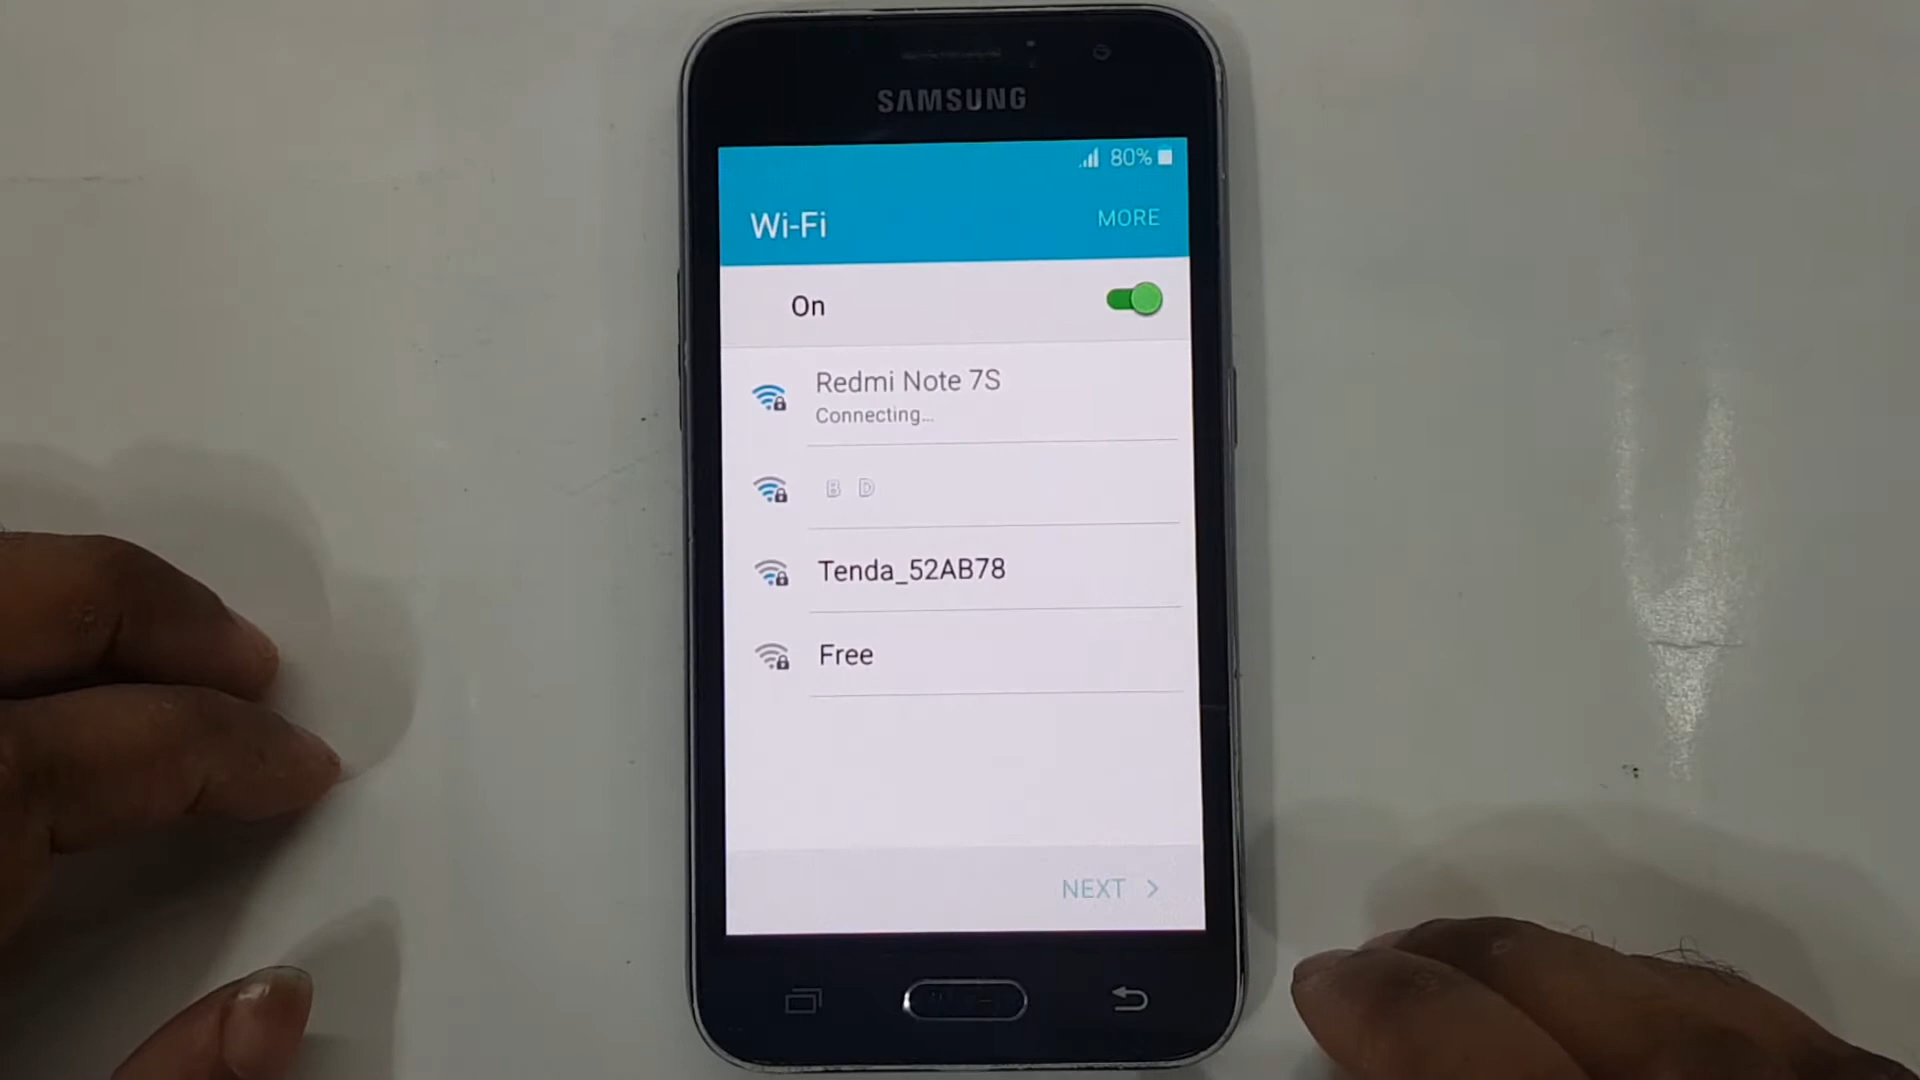 SAMSUNG
80%
Wi-Fi
MORE
On
Redmi Note 7S
Connecting...
B D
Tenda_52AB78
Free
NEXT >